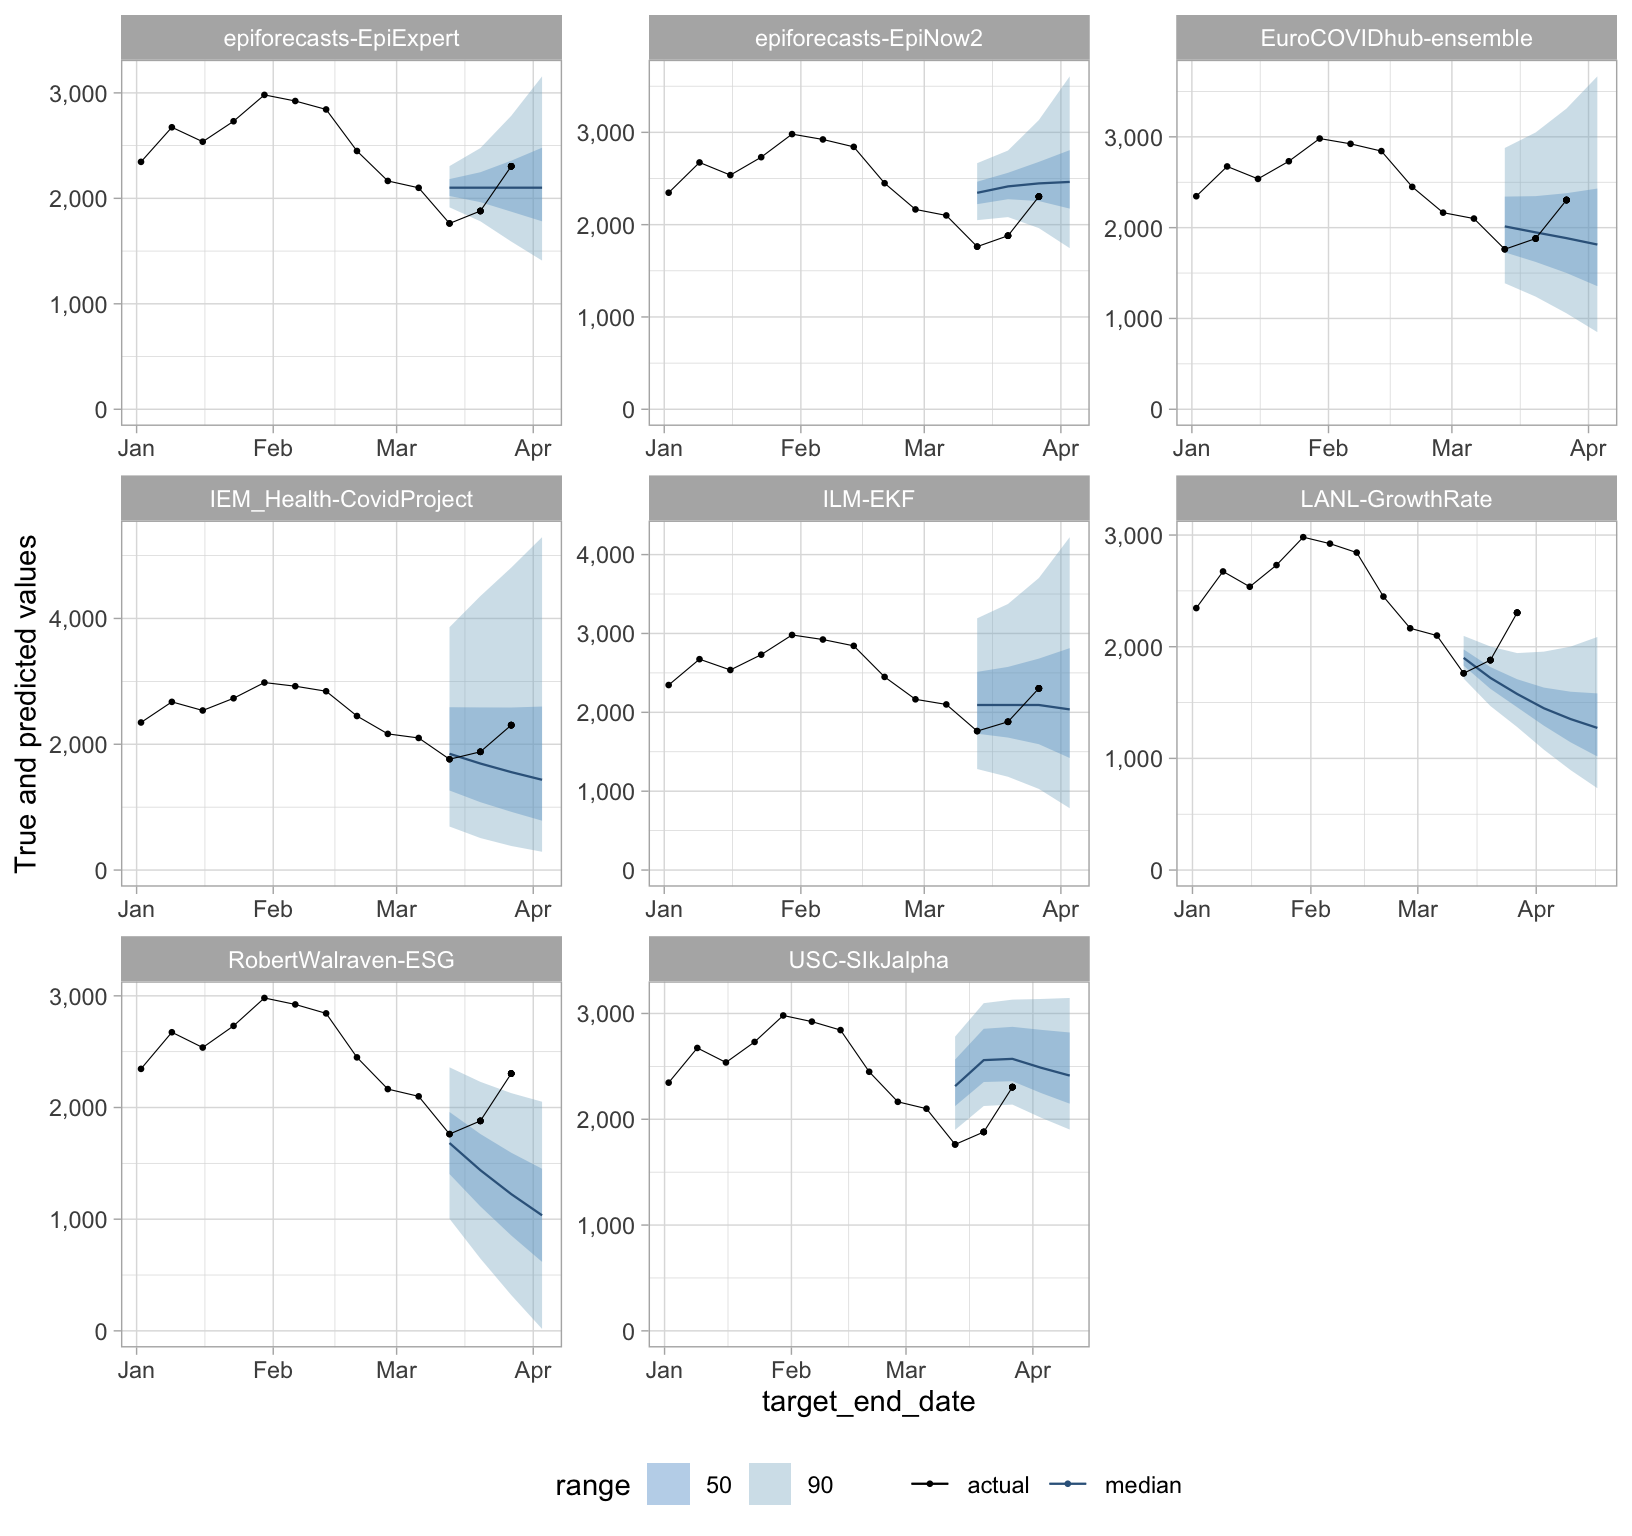 epiforecasts-EpiExpert
epiforecasts-EpiNow2
EuroCOVIDhub-ensemble
3,000
2,000
1,000
0
3,000
2,000
1,000
0
3,000
2,000
1,000
0
Jan Feb Mar Apr
Jan Feb Mar Apr
Jan Feb Mar Apr
True and predicted values
IEM_Health-CovidProject
ILM-EKF
LANL-GrowthRate
4,000
2,000
0
4,000
3,000
2,000
1,000
0
3,000
2,000
1,000
0
Jan Feb Mar Apr
Jan Feb Mar Apr
Jan Feb Mar Apr
RobertWalraven-ESG
USC-SIkJalpha
3,000
2,000
1,000
0
3,000
2,000
1,000
0
Jan Feb Mar Apr
Jan Feb Mar Apr
target_end_date
range 50 90 actual median